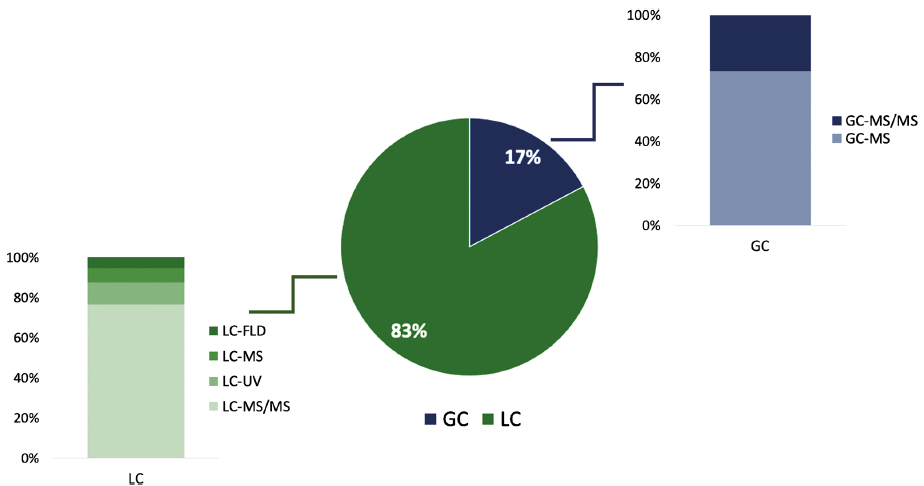 100%
80%
60%
40%
20%
0%
GC
GC-MS/MS
GC-MS
17%
83%
GC LC
100%
80%
60%
40%
20%
0%
LC
LC-FLD
LC-MS
LC-UV
LC-MS/MS